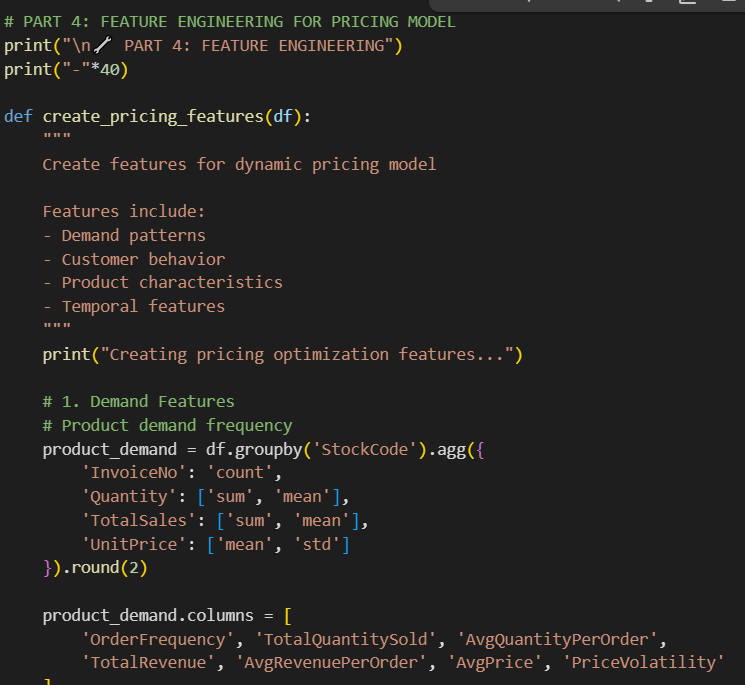 # PART 4: FEATURE ENGINEERING FOR PRICING MODEL
print("\n🔧 PART 4: FEATURE ENGINEERING")
print("-"*40)

def create_pricing_features(df):
    """
    Create features for dynamic pricing model

    Features include:
    - Demand patterns
    - Customer behavior
    - Product characteristics
    - Temporal features
    """
    print("Creating pricing optimization features...")

    # 1. Demand Features
    # Product demand frequency
    product_demand = df.groupby('StockCode').agg({
        'InvoiceNo': 'count',
        'Quantity': ['sum', 'mean'],
        'TotalSales': ['sum', 'mean'],
        'UnitPrice': ['mean', 'std']
    }).round(2)

    product_demand.columns = [
        'OrderFrequency', 'TotalQuantitySold', 'AvgQuantityPerOrder',
        'TotalRevenue', 'AvgRevenuePerOrder', 'AvgPrice', 'PriceVolatility'
    ]